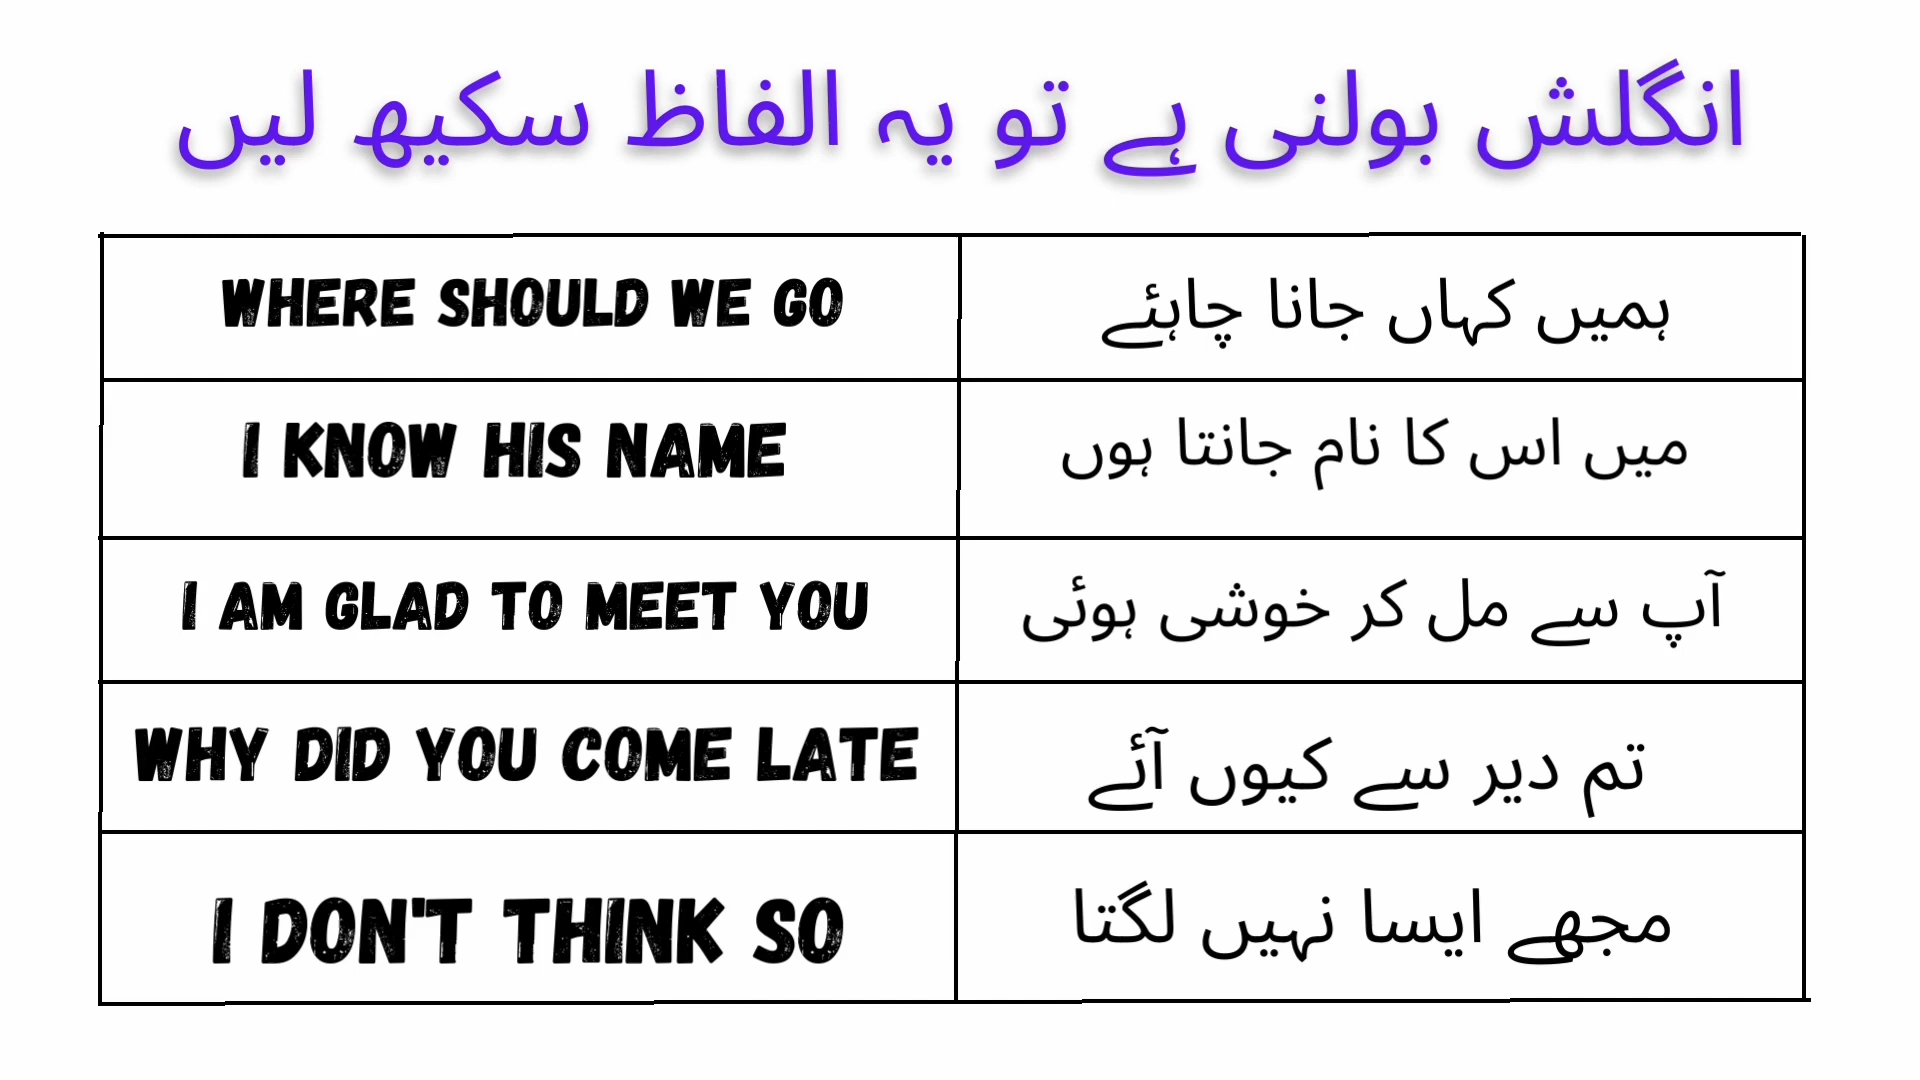 انگلش بولنی ہے تو یہ الفاظ سکیھ لیں
WHERE SHOULD WE GO
ہمیں کہاں جانا چاہئے
I KNOW HIS NAME
میں اس کا نام جانتا ہوں
I AM GLAD TO MEET YOU
آپ سے مل کر خوشی ہوئی
WHY DID YOU COME LATE
تم دیر سے کیوں آئے
I DON'T THINK SO
مجھے ایسا نہیں لگتا